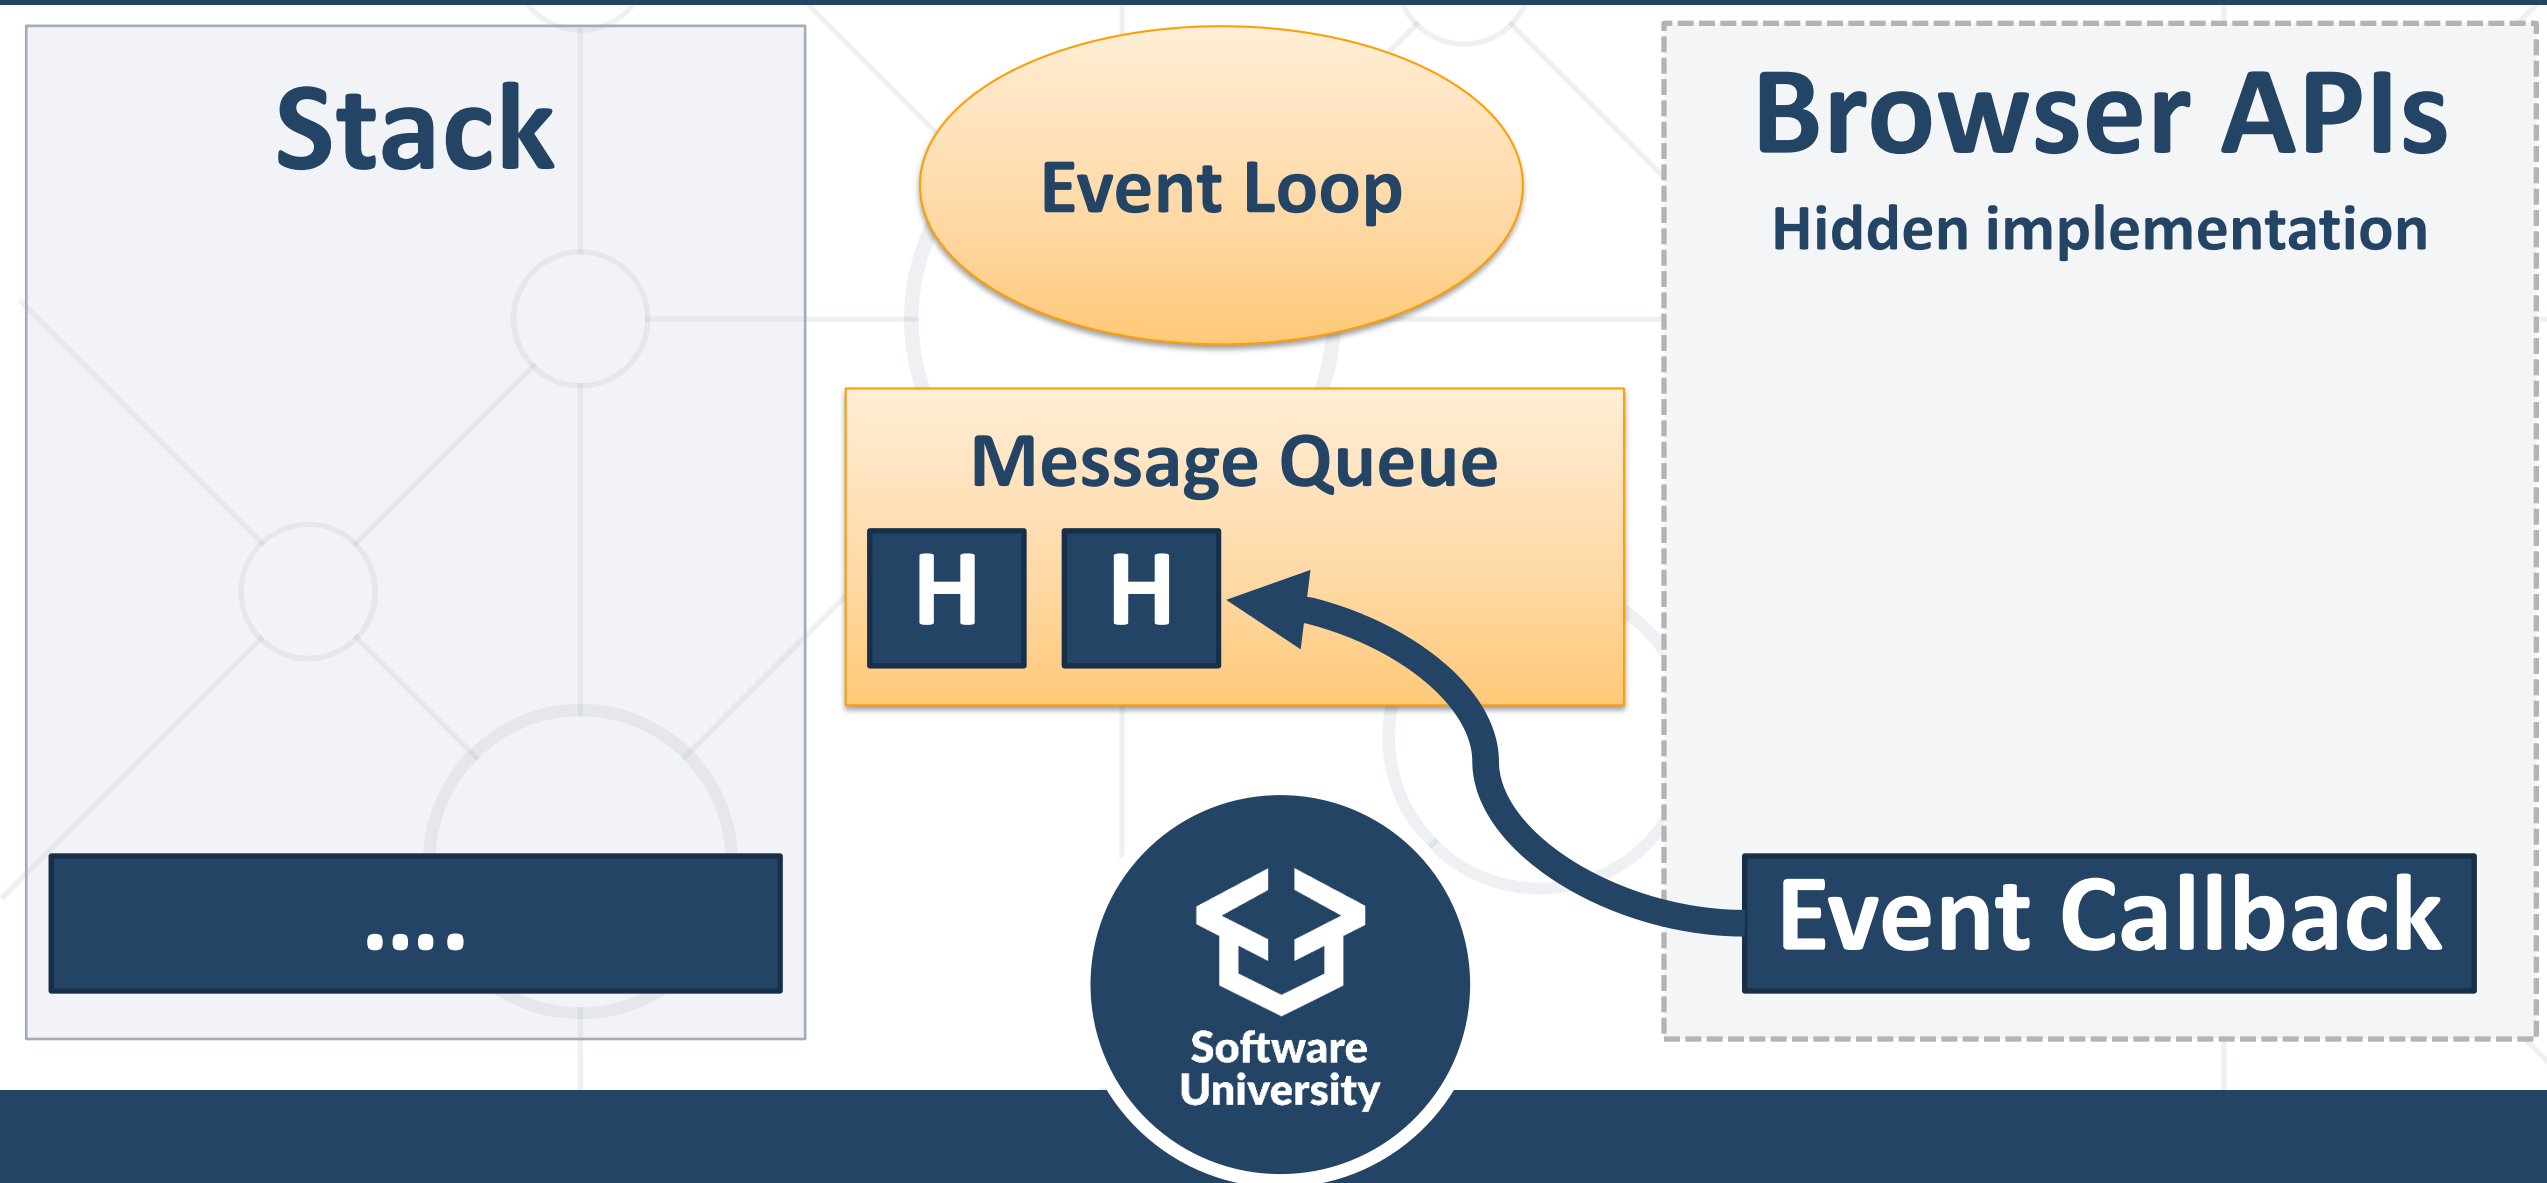 Stack
....
Event Loop
Message Queue
H H
Browser APIs
Hidden implementation
Event Callback
Software
University